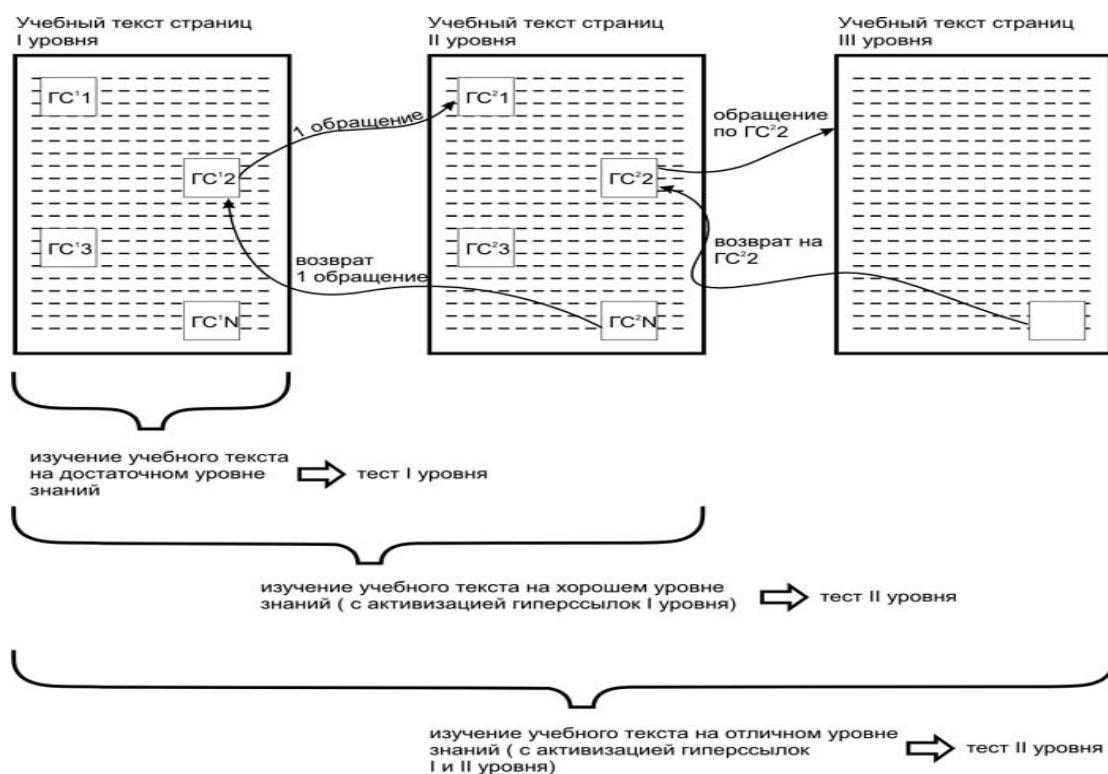 Учебный текст страниц
I уровня
Учебный текст страниц
II уровня
Учебный текст страниц
III уровня
ГС¹1
ГС¹2
ГС¹3
ГС¹N
1 обращение
возврат
1 обращение
ГС²1
ГС²2
ГС²3
ГС²N
обращение
по ГС²2
возврат на
ГС²2
изучение учебного текста
на достаточном уровне
знаний
тест I уровня
изучение учебного текста на хорошем уровне
знаний ( с активизацией гиперссылок I уровня)
тест II уровня
изучение учебного текста на отличном уровне
знаний ( с активизацией гиперссылок
I и II уровня)
тест II уровня